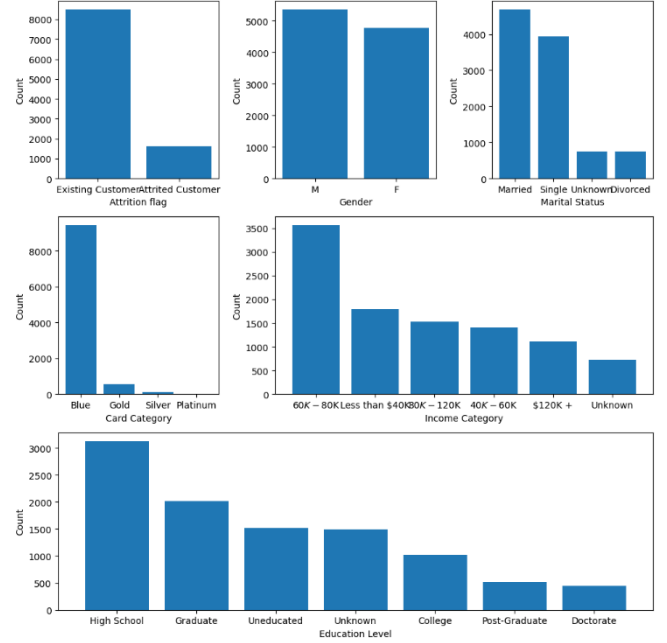 8000
7000
6000
5000
4000
3000
2000
1000
0
Count
Existing Customer Attrited Customer
Attrition flag
5000
4000
3000
2000
1000
0
Count
M F
Gender
4000
3000
2000
1000
0
Count
Married Single Unknown Divorced
Marital Status
8000
6000
4000
2000
0
Count
Blue Gold Silver Platinum
Card Category
3500
3000
2500
2000
1500
1000
500
0
Count
60K − 80K Less than $40K 80K − 120K 40K − 60K $120K + Unknown
Income Category
3000
2500
2000
1500
1000
500
0
Count
High School Graduate Uneducated Unknown College Post-Graduate Doctorate
Education Level